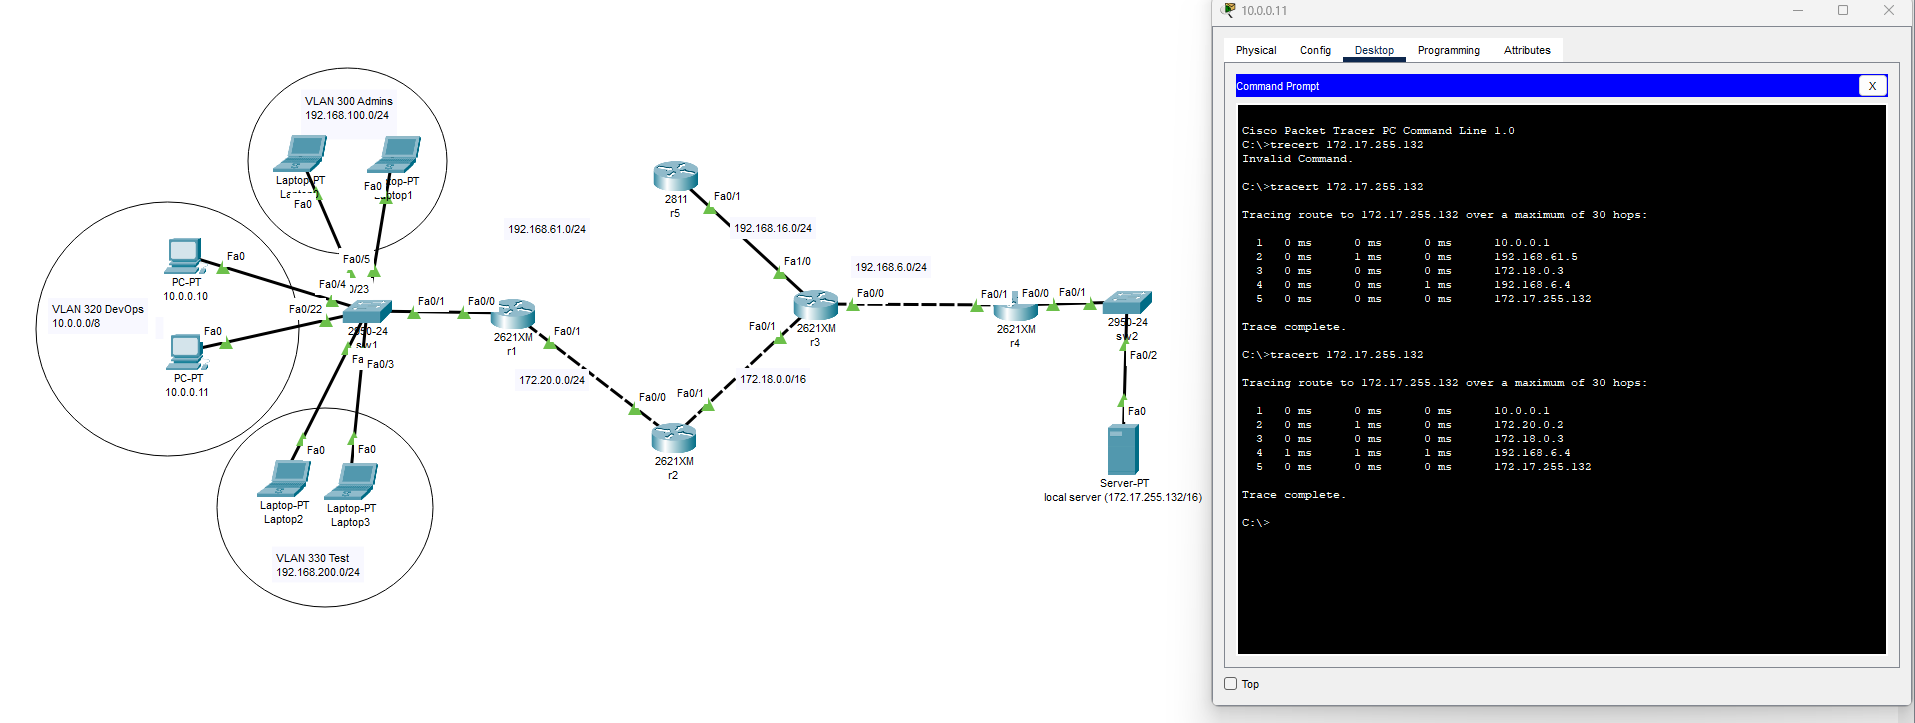 VLAN 300 Admins
192.168.100.0/24
Laptop-PT
Fa0
Fa0
top-PT
ptop1
VLAN 320 DevOps
10.0.0.0/8
Fa0
PC-PT
10.0.0.10
Fa0
PC-PT
10.0.0.11
Fa0/5
Fa0/4
0/23
Fa0/22
2950-24
sw1
Fa0/3
Fa0/1
Fa0/0
2621XM
r1
Fa0/1
Fa0
Laptop-PT
Laptop2
Fa0
Laptop-PT
Laptop3
VLAN 330 Test
192.168.200.0/24
192.168.61.0/24
172.20.0.0/24
Fa0/0
Fa0/1
2621XM
r2
172.18.0.0/16
2811
r5
Fa0/1
192.168.16.0/24
Fa1/0
Fa0/1
2621XM
r3
Fa0/0
192.168.6.0/24
Fa0/1
Fa0/0
2621XM
r4
Fa0/1
2950-24
sw2
Fa0/2
Fa0
Server-PT
local server (172.17.255.132/16)
10.0.0.11
Physical Config Desktop Programming Attributes
Command Prompt
X
Cisco Packet Tracer PC Command Line 1.0
C:\>trecert 172.17.255.132
Invalid Command.
C:\>tracert 172.17.255.132
Tracing route to 172.17.255.132 over a maximum of 30 hops:
1 0 ms 0 ms 0 ms 10.0.0.1
2 0 ms 1 ms 0 ms 192.168.61.5
3 0 ms 0 ms 0 ms 172.18.0.3
4 0 ms 0 ms 1 ms 192.168.6.4
5 0 ms 0 ms 0 ms 172.17.255.132
Trace complete.
C:\>tracert 172.17.255.132
Tracing route to 172.17.255.132 over a maximum of 30 hops:
1 0 ms 0 ms 0 ms 10.0.0.1
2 0 ms 1 ms 0 ms 172.20.0.2
3 0 ms 0 ms 0 ms 172.18.0.3
4 1 ms 1 ms 1 ms 192.168.6.4
5 0 ms 0 ms 0 ms 172.17.255.132
Trace complete.
C:\>
Top